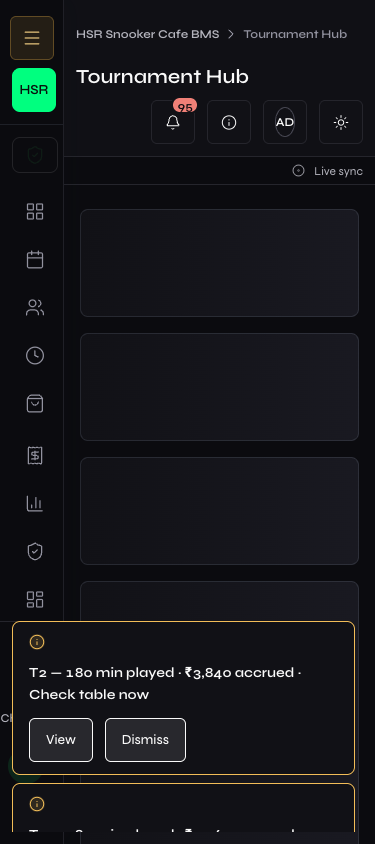 HSR Snooker Cafe BMS > Tournament Hub
HSR
Tournament Hub
95
AD
Live sync
T2 — 180 min played · ₹3,840 accrued ·
Check table now
View
Dismiss